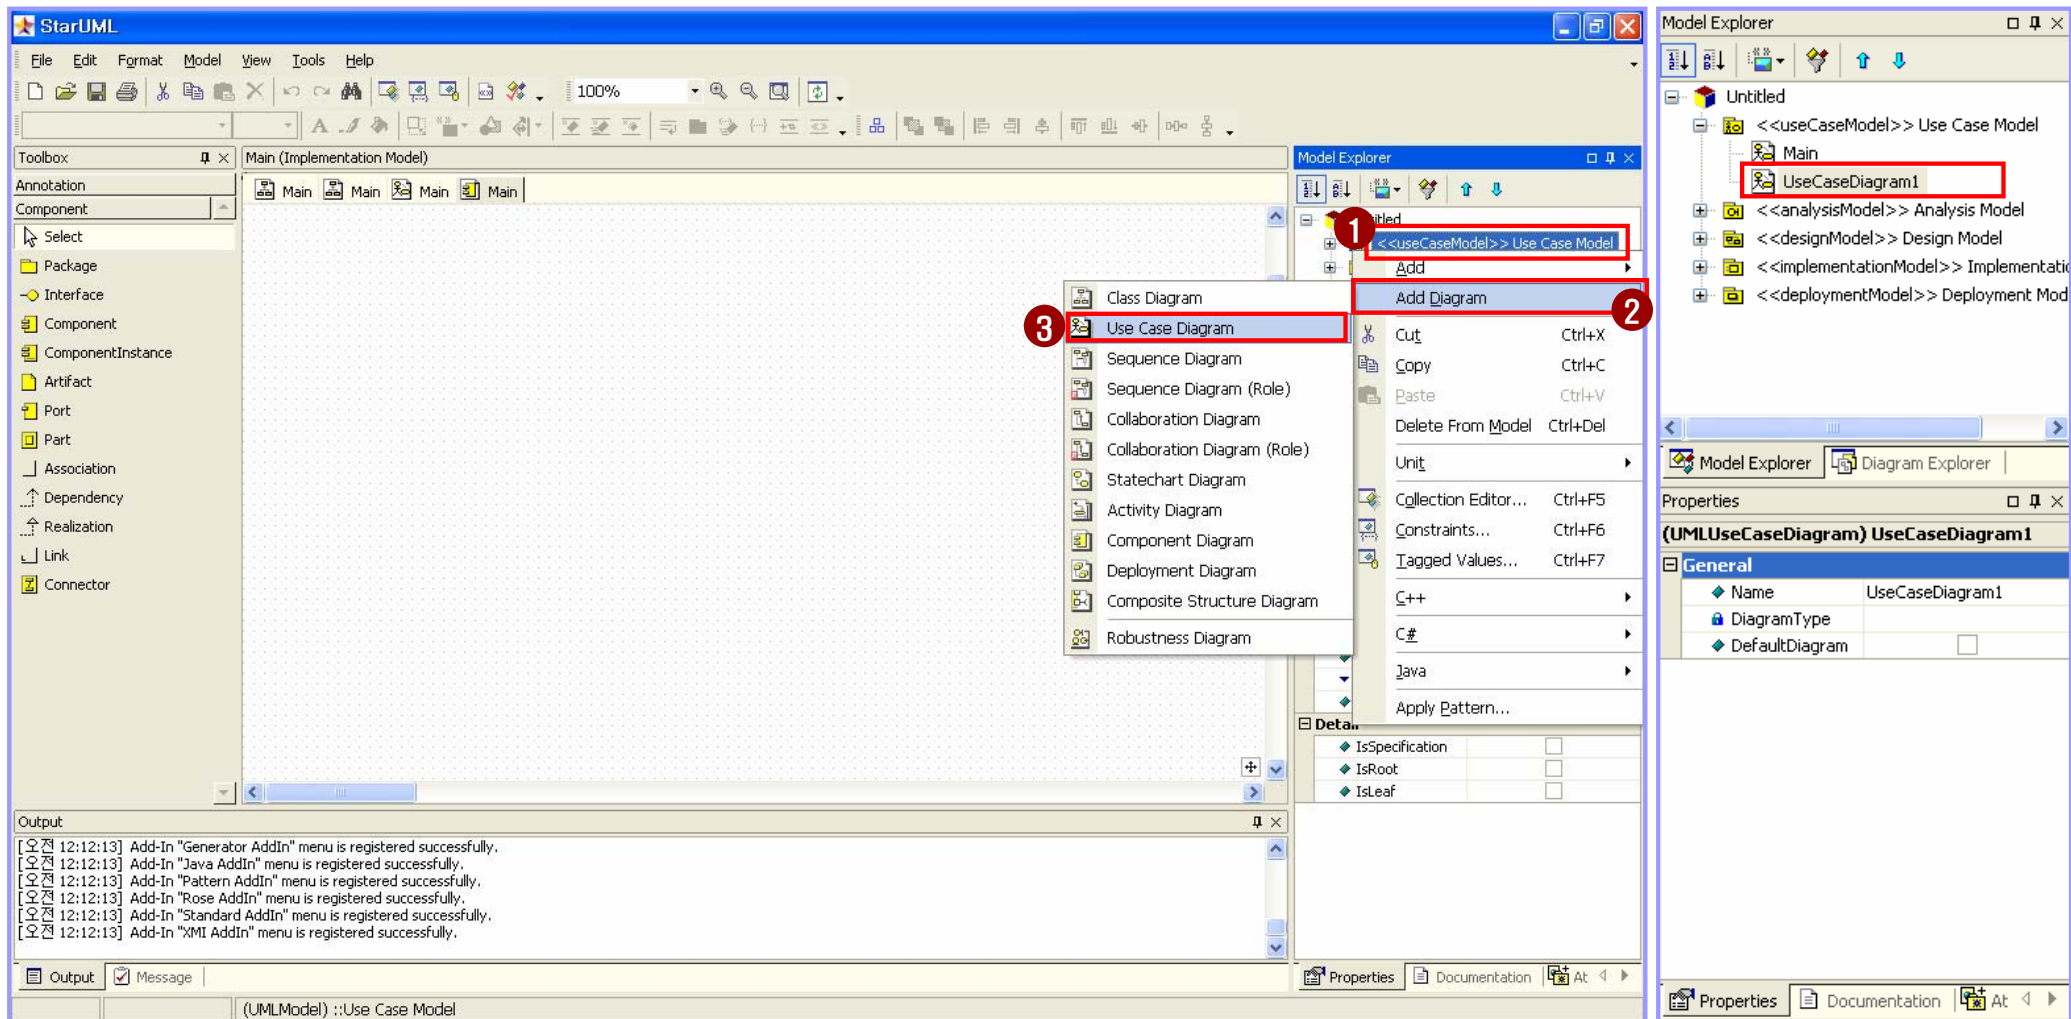 StarUML
File Edit Format Model View Tools Help
100%
Toolbox
Annotation
Component
Select
Package
Interface
Component
ComponentInstance
Artifact
Port
Part
Association
Dependency
Realization
Link
Connector
Main (Implementation Model)
Main Main Main Main
Model Explorer
<<useCaseModel>> Use Case Model
1
Add
Add Diagram
2
Cut Ctrl+X
Copy Ctrl+C
Paste Ctrl+V
Delete From Model Ctrl+Del
Unit
Collection Editor... Ctrl+F5
Constraints... Ctrl+F6
Tagged Values... Ctrl+F7
C++
C#
Java
Apply Pattern...
Class Diagram
3
Use Case Diagram
Sequence Diagram
Sequence Diagram (Role)
Collaboration Diagram
Collaboration Diagram (Role)
Statechart Diagram
Activity Diagram
Component Diagram
Deployment Diagram
Composite Structure Diagram
Robustness Diagram
IsSpecification
IsRoot
IsLeaf
Output
[오전 12:12:13] Add-In "Generator AddIn" menu is registered successfully.
[오전 12:12:13] Add-In "Java AddIn" menu is registered successfully.
[오전 12:12:13] Add-In "Pattern AddIn" menu is registered successfully.
[오전 12:12:13] Add-In "Rose AddIn" menu is registered successfully.
[오전 12:12:13] Add-In "Standard AddIn" menu is registered successfully.
[오전 12:12:13] Add-In "XMI AddIn" menu is registered successfully.
Output Message
Properties Documentation At
(UMLModel) ::Use Case Model
Model Explorer
Untitled
<<useCaseModel>> Use Case Model
Main
UseCaseDiagram1
<<analysisModel>> Analysis Model
<<designModel>> Design Model
<<implementationModel>> Implementati
<<deploymentModel>> Deployment Mod
Model Explorer Diagram Explorer
Properties
(UMLUseCaseDiagram) UseCaseDiagram1
General
Name UseCaseDiagram1
DiagramType
DefaultDiagram
Properties Documentation At